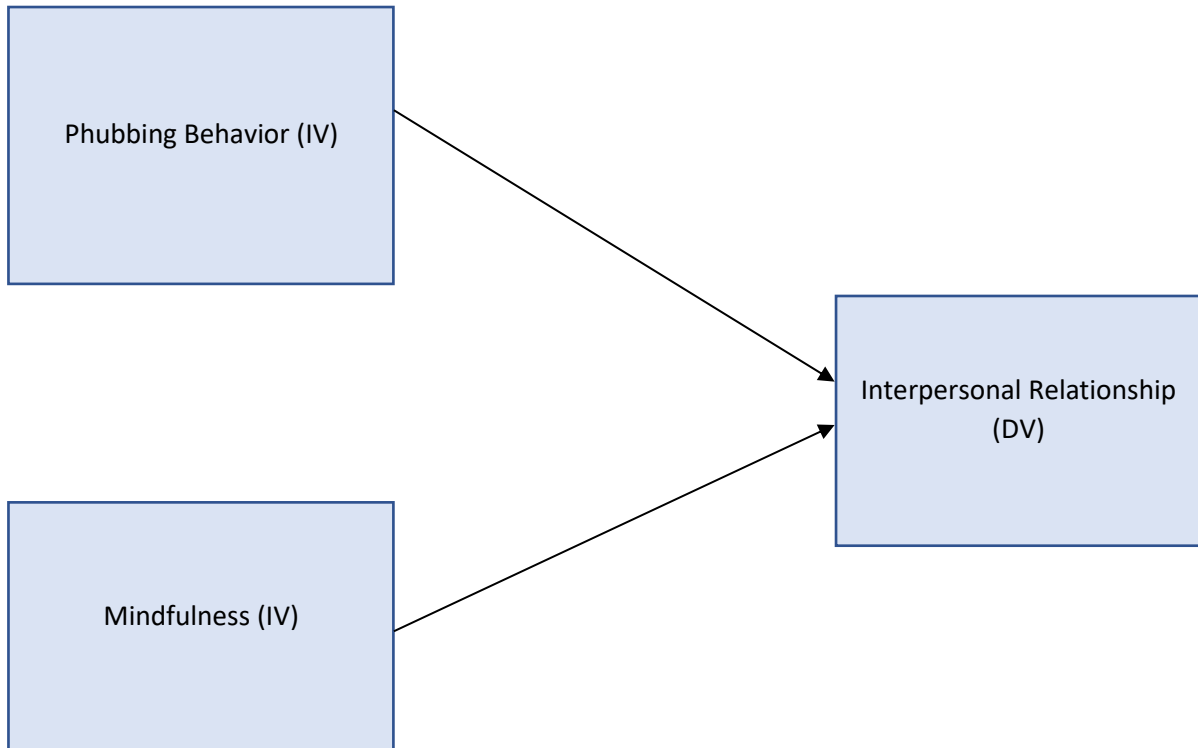 Phubbing Behavior (IV)
Interpersonal Relationship
(DV)
Mindfulness (IV)